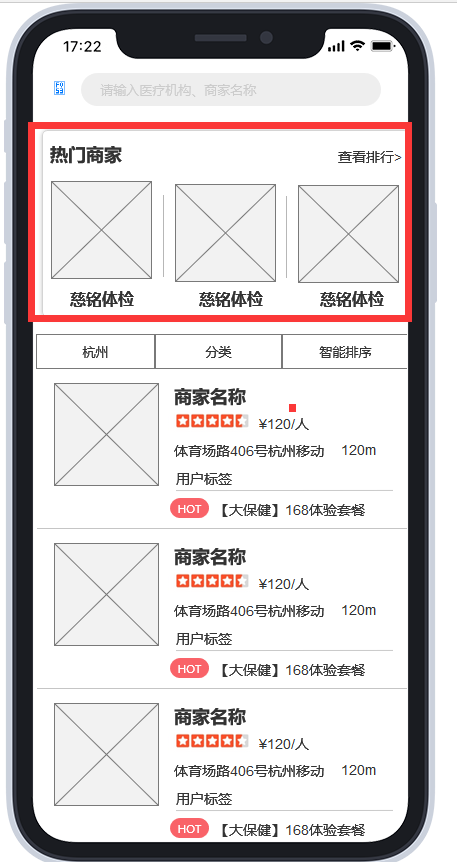 17:22
请输入医疗机构、商家名称
热门商家 查看排行>
慈铭体检 慈铭体检 慈铭体检
杭州 分类 智能排序
商家名称
¥120/人
体育场路406号杭州移动 120m
用户标签
HOT 【大保健】168体验套餐
商家名称
¥120/人
体育场路406号杭州移动 120m
用户标签
HOT 【大保健】168体验套餐
商家名称
¥120/人
体育场路406号杭州移动 120m
用户标签
HOT 【大保健】168体验套餐